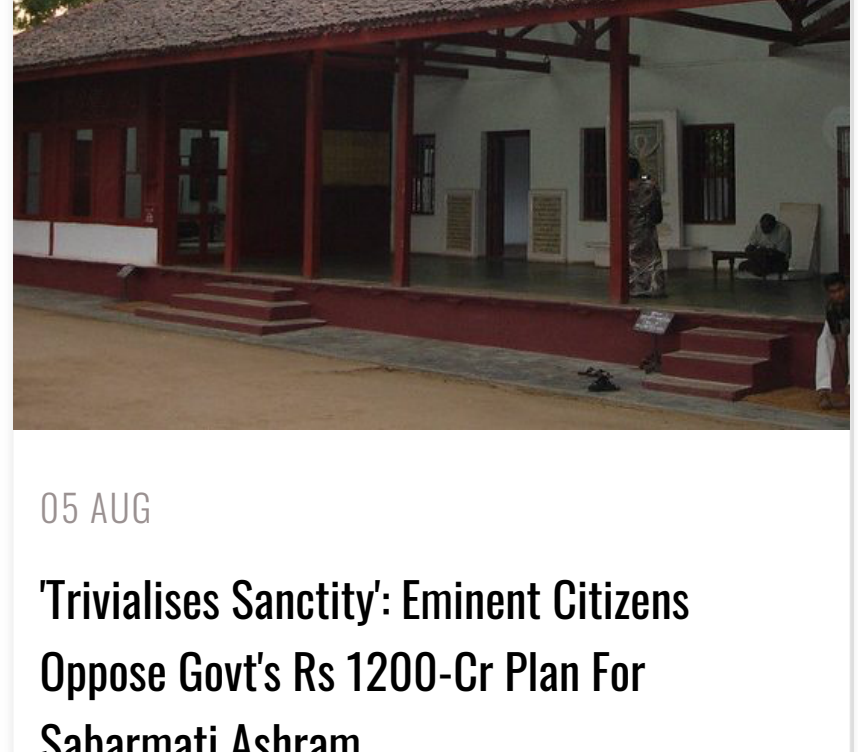 05 AUG
'Trivialises Sanctity': Eminent Citizens
Oppose Govt's Rs 1200-Cr Plan For
Sabarmati Ashram